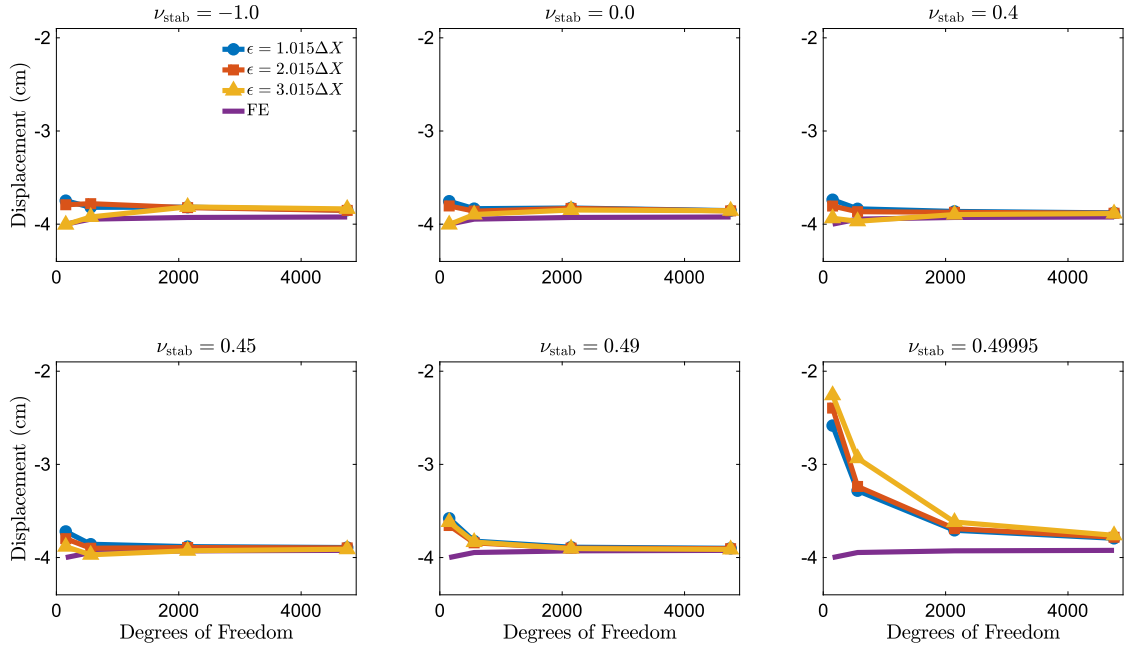 ν_stab = −1.0
ν_stab = 0.0
ν_stab = 0.4
Displacement (cm)
-2
-3
-4
0 2000 4000
ϵ = 1.015ΔX
ϵ = 2.015ΔX
ϵ = 3.015ΔX
FE
-2
-3
-4
0 2000 4000
-2
-3
-4
0 2000 4000
ν_stab = 0.45
ν_stab = 0.49
ν_stab = 0.49995
Displacement (cm)
-2
-3
-4
0 2000 4000
Degrees of Freedom
-2
-3
-4
0 2000 4000
Degrees of Freedom
-2
-3
-4
0 2000 4000
Degrees of Freedom